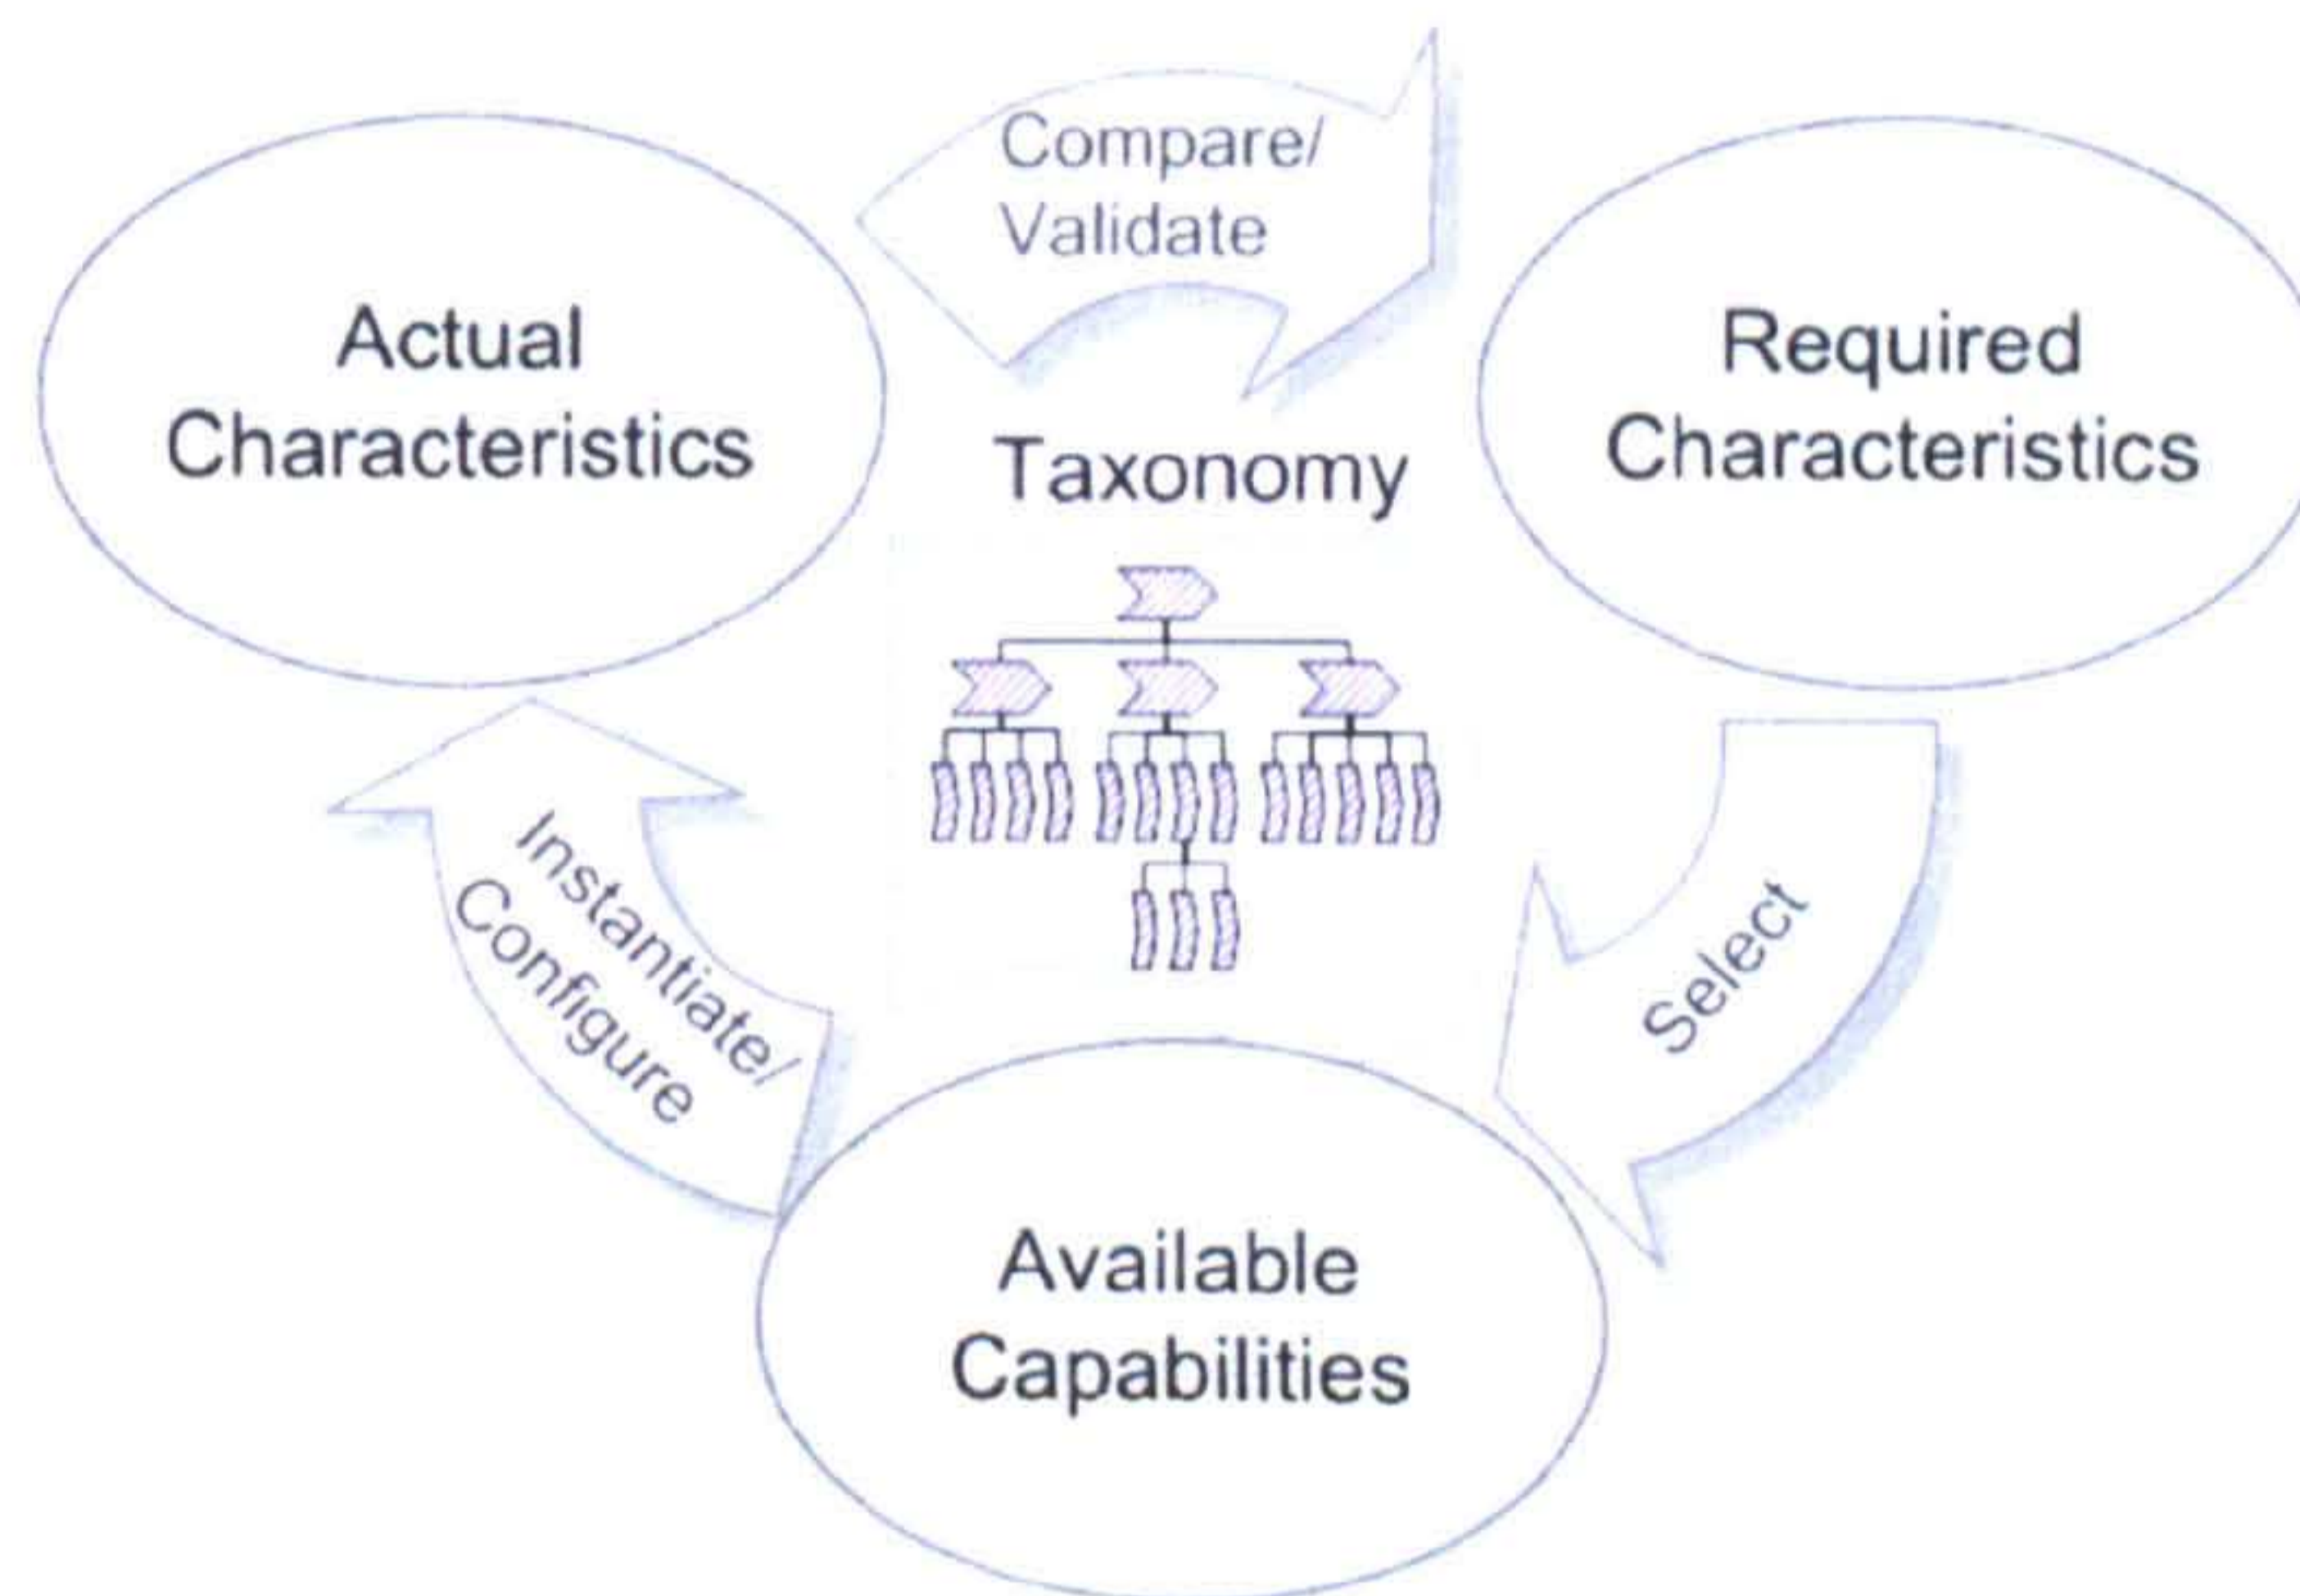 Compare/
Validate
Actual
Characteristics
Required
Characteristics
Taxonomy
Instantiate/
Configure
Select
Available
Capabilities